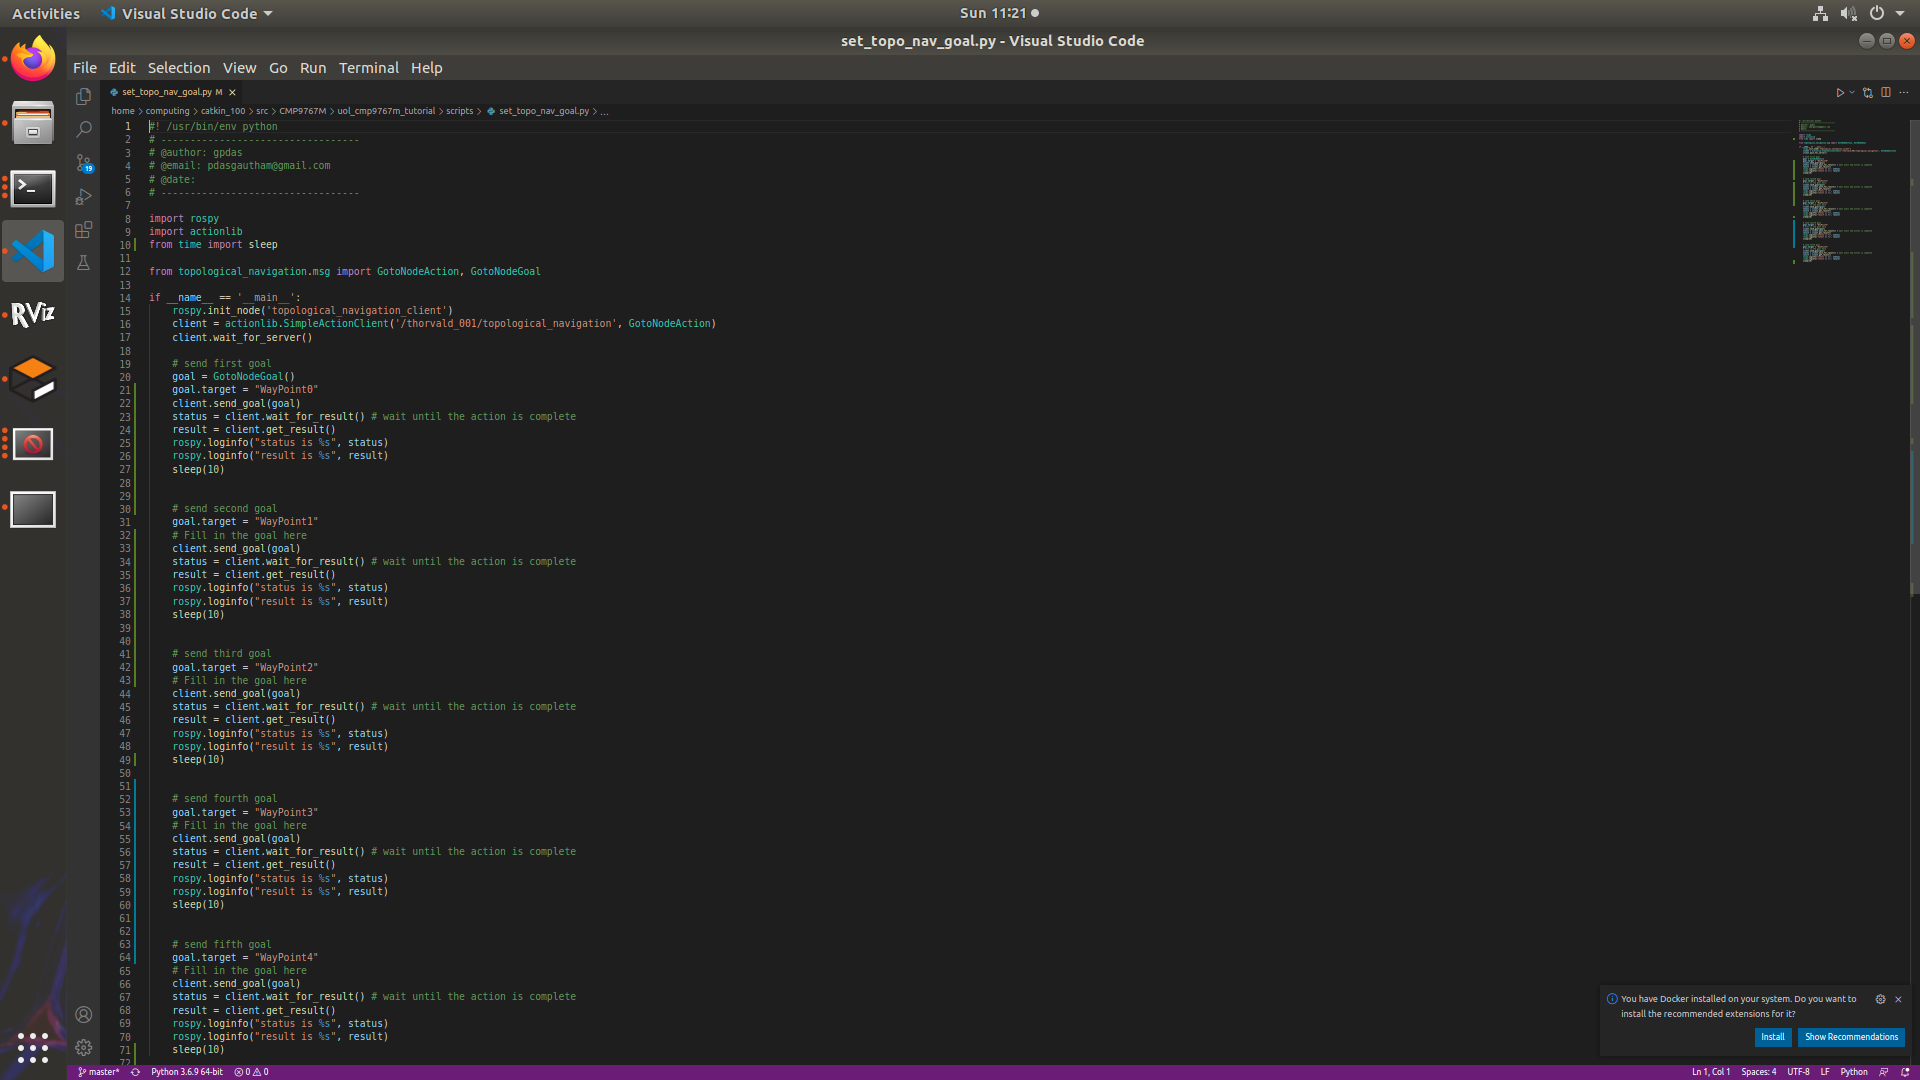 Activities Visual Studio Code Sun 11:21
set_topo_nav_goal.py - Visual Studio Code
File Edit Selection View Go Run Terminal Help
set_topo_nav_goal.py M
home > computing > catkin_100 > src > CMP9767M > uol_cmp9767m_tutorial > scripts > set_topo_nav_goal.py > ...
1 #! /usr/bin/env python
2 # ----------------------------------
3 # @author: gpdas
4 # @email: pdasgautham@gmail.com
5 # @date:
6 # ----------------------------------
7
8 import rospy
9 import actionlib
10 from time import sleep
11
12 from topological_navigation.msg import GotoNodeAction, GotoNodeGoal
13
14 if __name__ == '__main__':
15 rospy.init_node('topological_navigation_client')
16 client = actionlib.SimpleActionClient('/thorvald_001/topological_navigation', GotoNodeAction)
17 client.wait_for_server()
18
19 # send first goal
20 goal = GotoNodeGoal()
21 goal.target = "WayPoint0"
22 client.send_goal(goal)
23 status = client.wait_for_result() # wait until the action is complete
24 result = client.get_result()
25 rospy.loginfo("status is %s", status)
26 rospy.loginfo("result is %s", result)
27 sleep(10)
28
29
30 # send second goal
31 goal.target = "WayPoint1"
32 # Fill in the goal here
33 client.send_goal(goal)
34 status = client.wait_for_result() # wait until the action is complete
35 result = client.get_result()
36 rospy.loginfo("status is %s", status)
37 rospy.loginfo("result is %s", result)
38 sleep(10)
39
40
41 # send third goal
42 goal.target = "WayPoint2"
43 # Fill in the goal here
44 client.send_goal(goal)
45 status = client.wait_for_result() # wait until the action is complete
46 result = client.get_result()
47 rospy.loginfo("status is %s", status)
48 rospy.loginfo("result is %s", result)
49 sleep(10)
50
51
52 # send fourth goal
53 goal.target = "WayPoint3"
54 # Fill in the goal here
55 client.send_goal(goal)
56 status = client.wait_for_result() # wait until the action is complete
57 result = client.get_result()
58 rospy.loginfo("status is %s", status)
59 rospy.loginfo("result is %s", result)
60 sleep(10)
61
62
63 # send fifth goal
64 goal.target = "WayPoint4"
65 # Fill in the goal here
66 client.send_goal(goal)
67 status = client.wait_for_result() # wait until the action is complete
68 result = client.get_result()
69 rospy.loginfo("status is %s", status)
70 rospy.loginfo("result is %s", result)
71 sleep(10)
72
19
RViz
You have Docker installed on your system. Do you want to
install the recommended extensions for it?
Install Show Recommendations
master* Python 3.6.9 64-bit 0 0 Ln 1, Col 1 Spaces: 4 UTF-8 LF Python